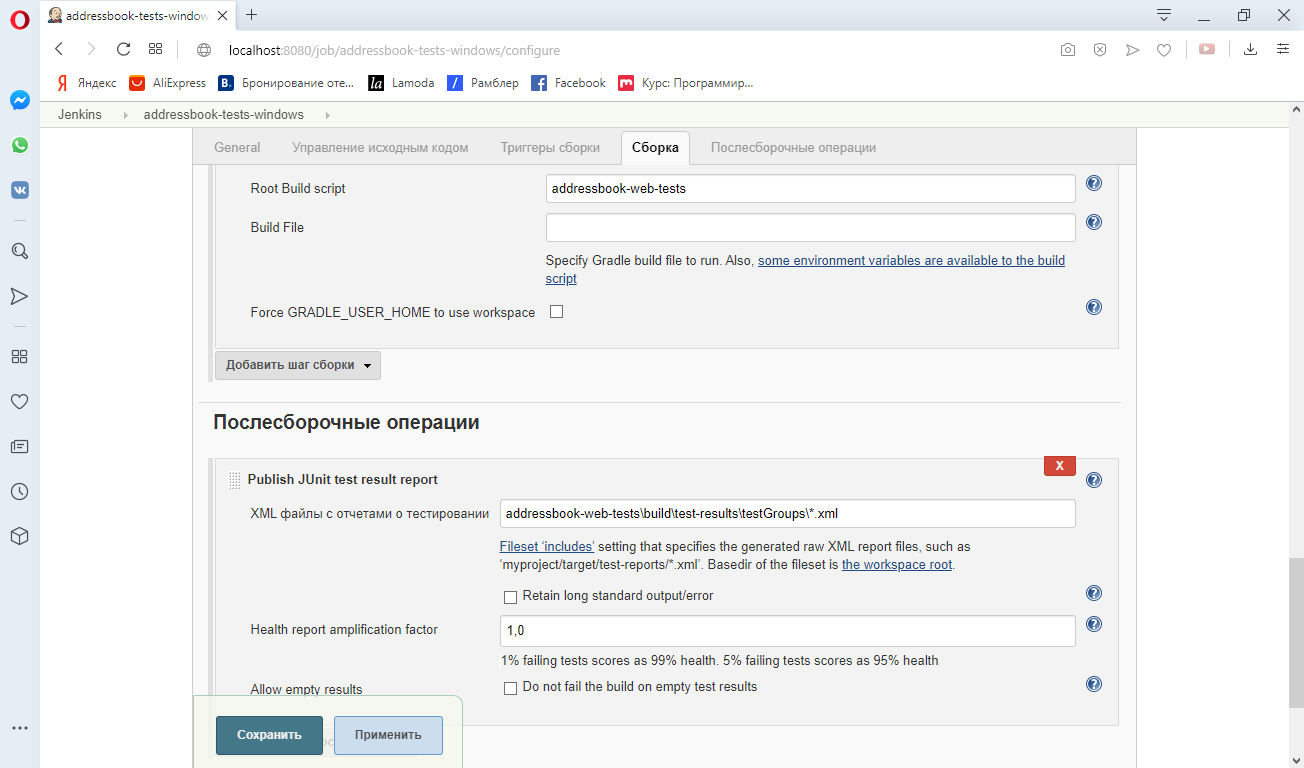 addressbook-tests-window
localhost:8080/job/addressbook-tests-windows/configure
Яндекс AliExpress B. Бронирование оте... la Lamoda Рамблер Facebook Курс: Программир...
Jenkins addressbook-tests-windows
General Управление исходным кодом Триггеры сборки Сборка Послесборочные операции
Root Build script addressbook-web-tests
Build File
Specify Gradle build file to run. Also, some environment variables are available to the build
script
Force GRADLE_USER_HOME to use workspace
Добавить шаг сборки
Послесборочные операции
X
Publish JUnit test result report
XML файлы с отчетами о тестировании addressbook-web-tests\build\test-results\testGroups\*.xml
Fileset ‘includes’ setting that specifies the generated raw XML report files, such as
‘myproject/target/test-reports/*.xml’. Basedir of the fileset is the workspace root.
Retain long standard output/error
Health report amplification factor 1,0
1% failing tests scores as 99% health. 5% failing tests scores as 95% health
Allow empty results Do not fail the build on empty test results
Сохранить Применить